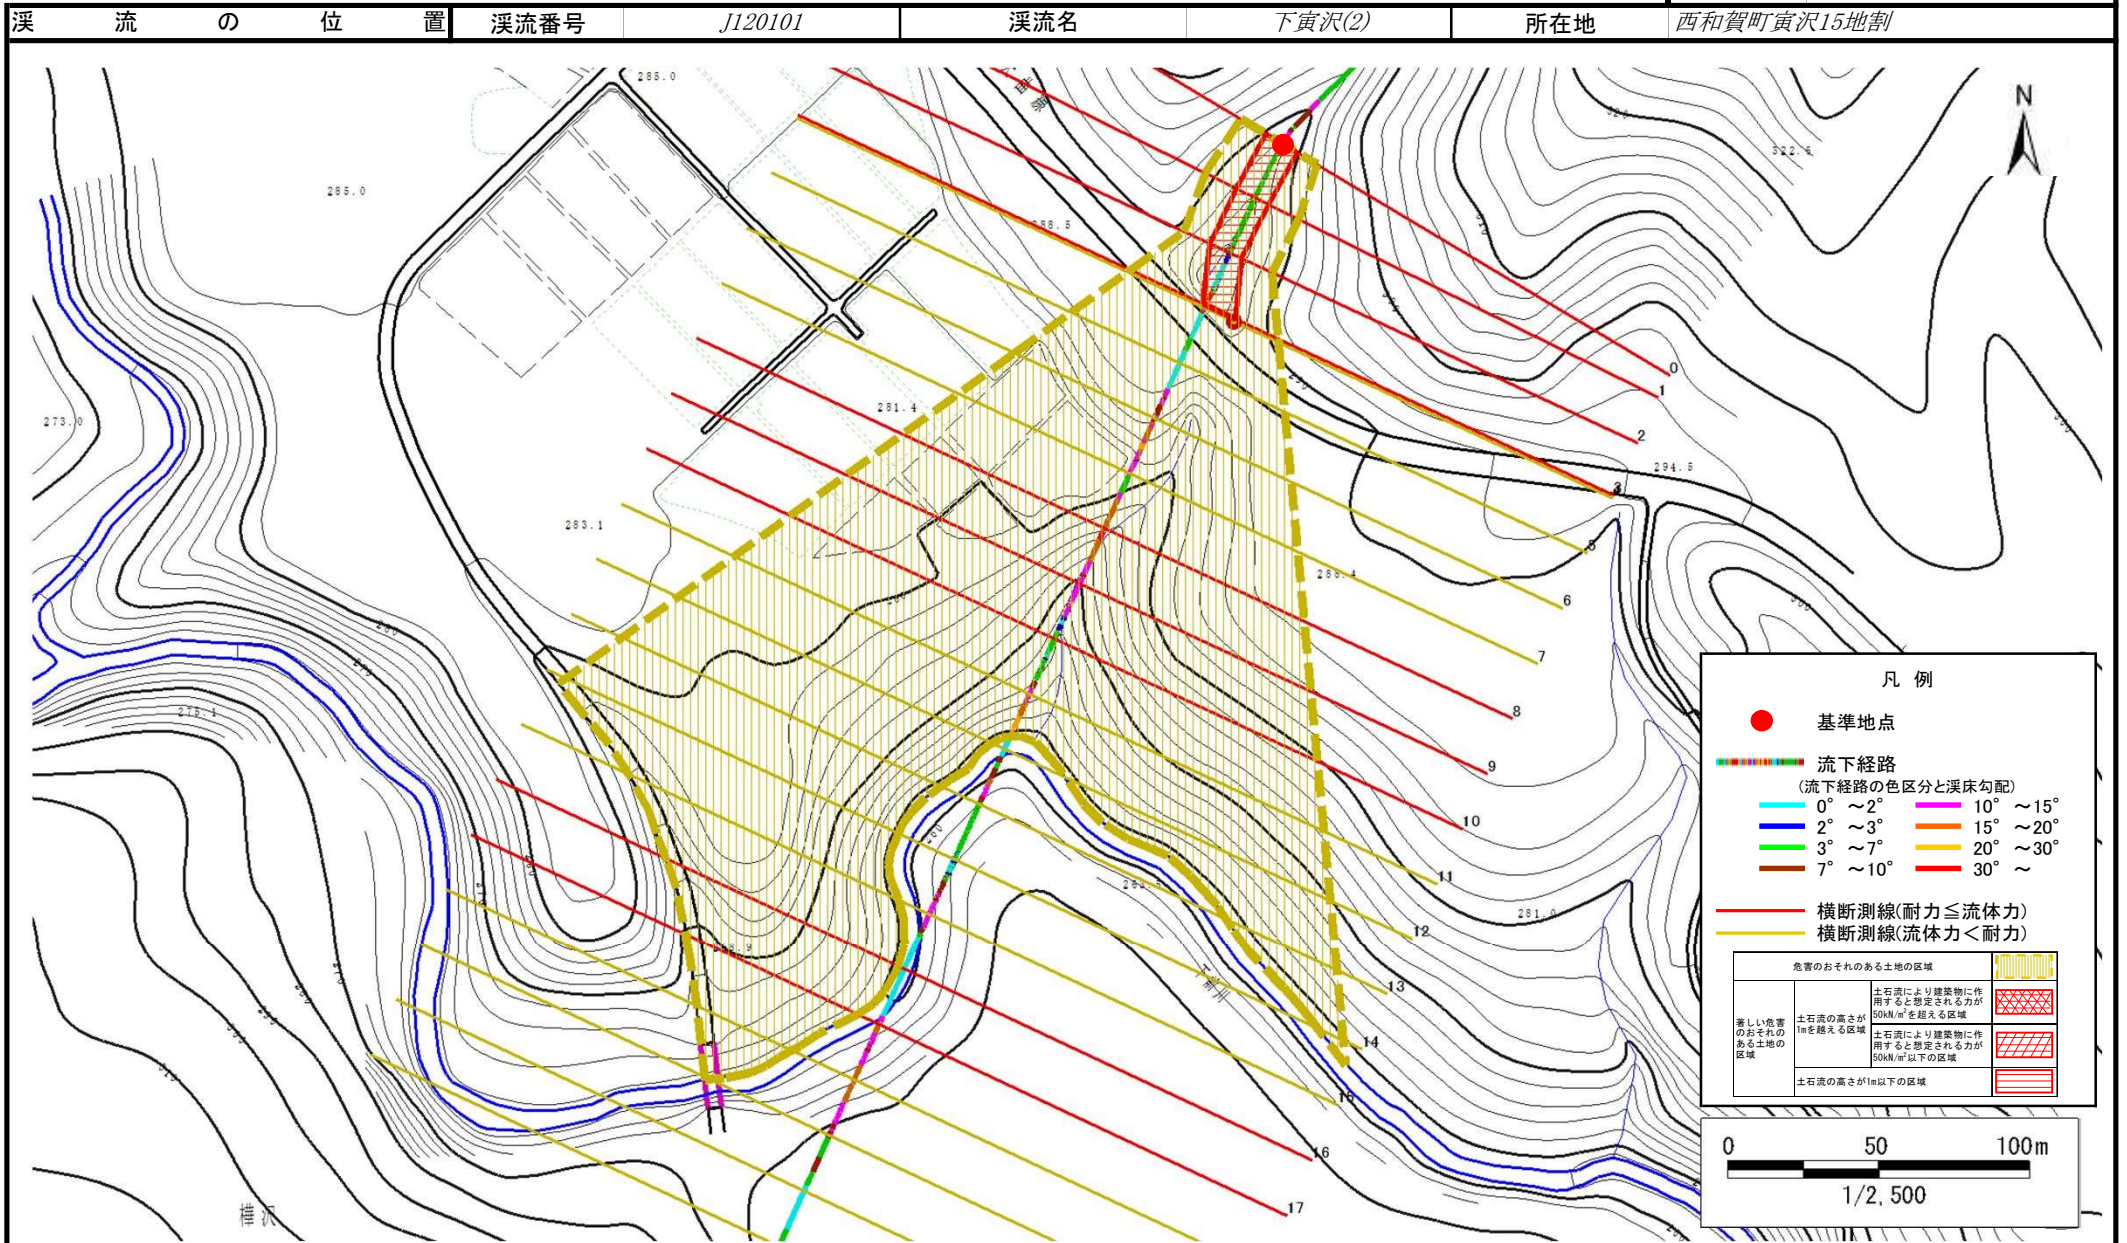 渓流の位置 渓流番号 J120101 渓流名 下寅沢(2) 所在地 西和賀町寅沢15地割
285.0
N
322.5
285.0
288.5
0
1
281.4
2
273.0
294.5
3
283.1
5
288.4
6
7
8
275.1
9
10
11
281.0
12
13
14
15
16
17
樺沢
凡 例
基準地点
流下経路
(流下経路の色区分と渓床勾配)
0° ～2° 10° ～15°
2° ～3° 15° ～20°
3° ～7° 20° ～30°
7° ～10° 30° ～
横断測線(耐力≦流体力)
横断測線(流体力＜耐力)
危害のおそれのある土地の区域
著しい危害
のおそれの
ある土地の
区域
土石流の高さが
1mを越える区域
土石流により建築物に作
用すると想定される力が
50kN/㎡を超える区域
土石流により建築物に作
用すると想定される力が
50kN/㎡以下の区域
土石流の高さが1m以下の区域
0 50 100m
1/2,500